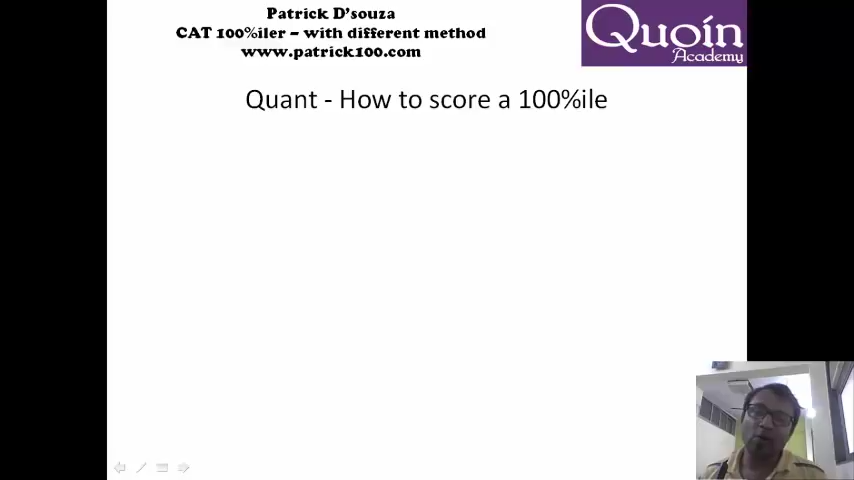 Patrick D'souza
CAT 100%iler – with different method
www.patrick100.com
Quoin
Academy
Quant - How to score a 100%ile